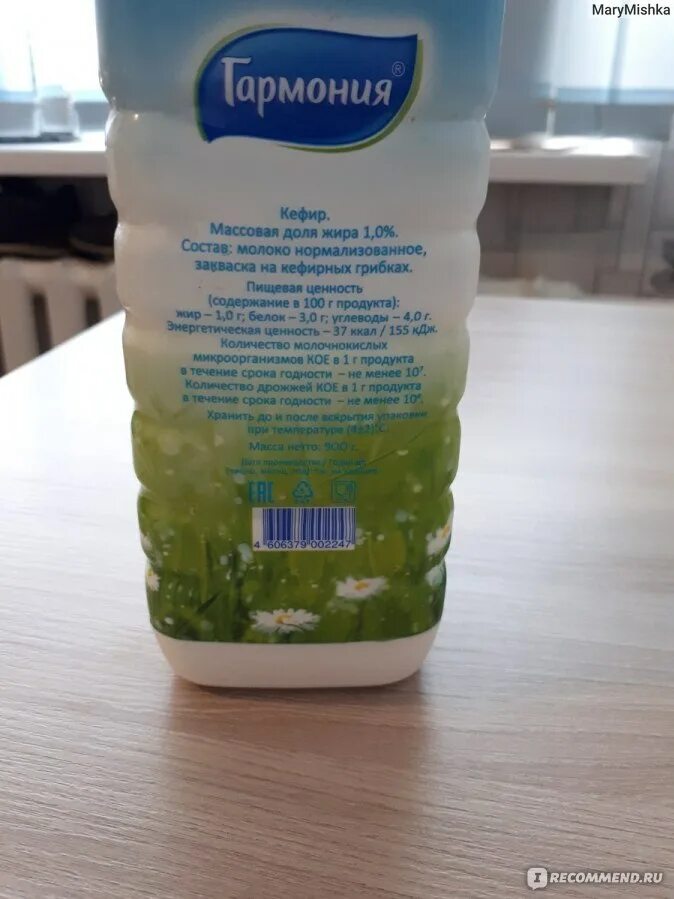 MaryMishka
Гармония®
Кефир.
Массовая доля жира 1,0%.
Состав: молоко нормализованное,
закваска на кефирных грибках.
Пищевая ценность
(содержание в 100 г продукта):
жир – 1,0 г; белок – 3,0 г; углеводы – 4,0 г.
Энергетическая ценность – 37 ккал / 155 кДж.
Количество молочнокислых
микроорганизмов КОЕ в 1 г продукта
в течение срока годности – не менее 10⁷.
Количество дрожжей КОЕ в 1 г продукта
в течение срока годности – не менее 10⁴.
Хранить до и после вскрытия упаковки
при температуре (4±2)°С.
Масса нетто: 900 г.
EAC
4 606379 002247
IRECOMMEND.RU